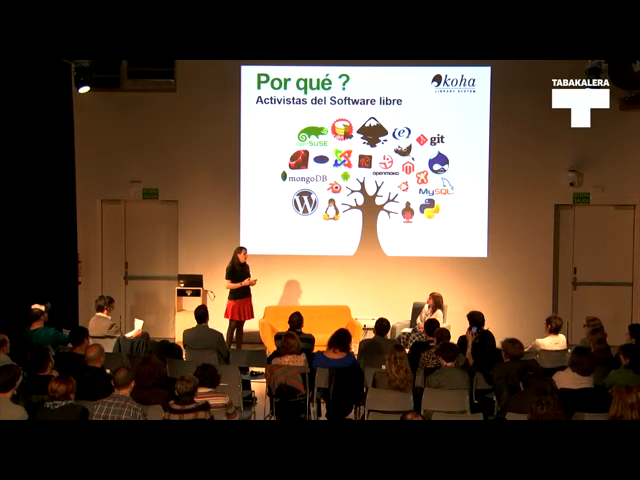 Por qué ?
Activistas del Software libre
koha
LIBRARY SYSTEM
TABAKALERA
SUSE
git
mongoDB
openmoko
MySQL